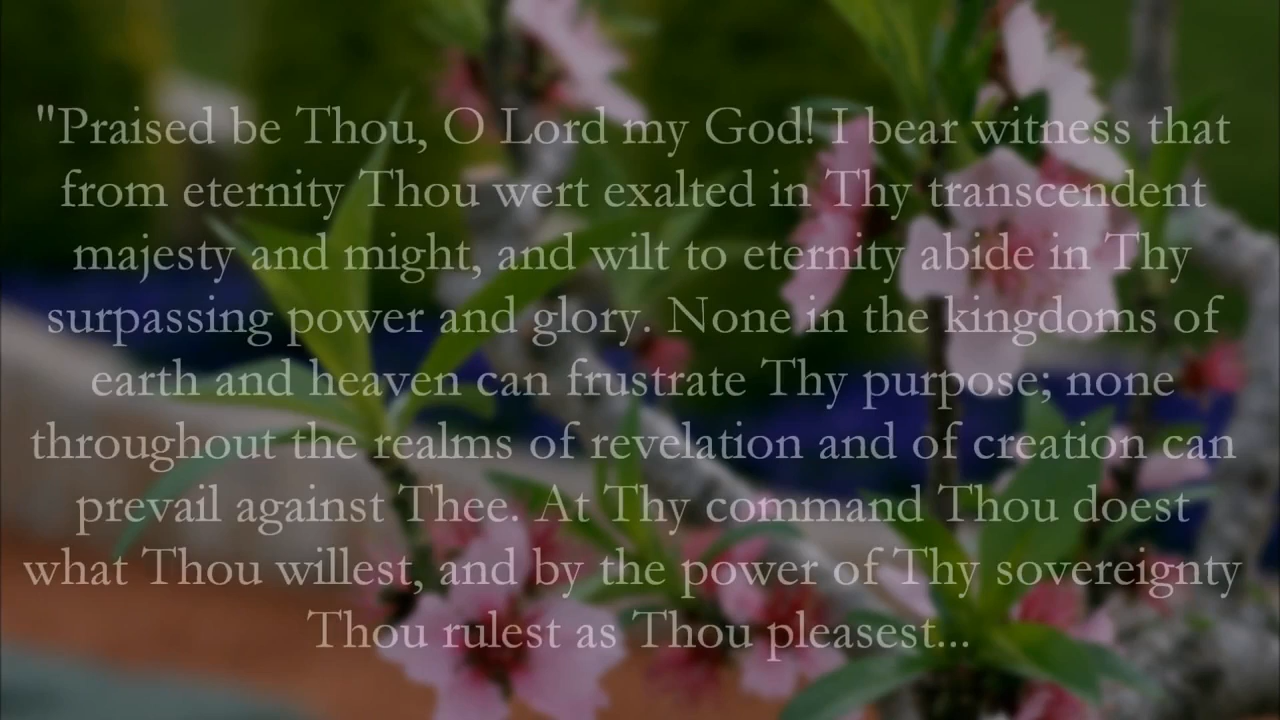 "Praised be Thou, O Lord my God! I bear witness that
from eternity Thou wert exalted in Thy transcendent
majesty and might, and wilt to eternity abide in Thy
surpassing power and glory. None in the kingdoms of
earth and heaven can frustrate Thy purpose; none
throughout the realms of revelation and of creation can
prevail against Thee. At Thy command Thou doest
what Thou willest, and by the power of Thy sovereignty
Thou rulest as Thou pleasest...